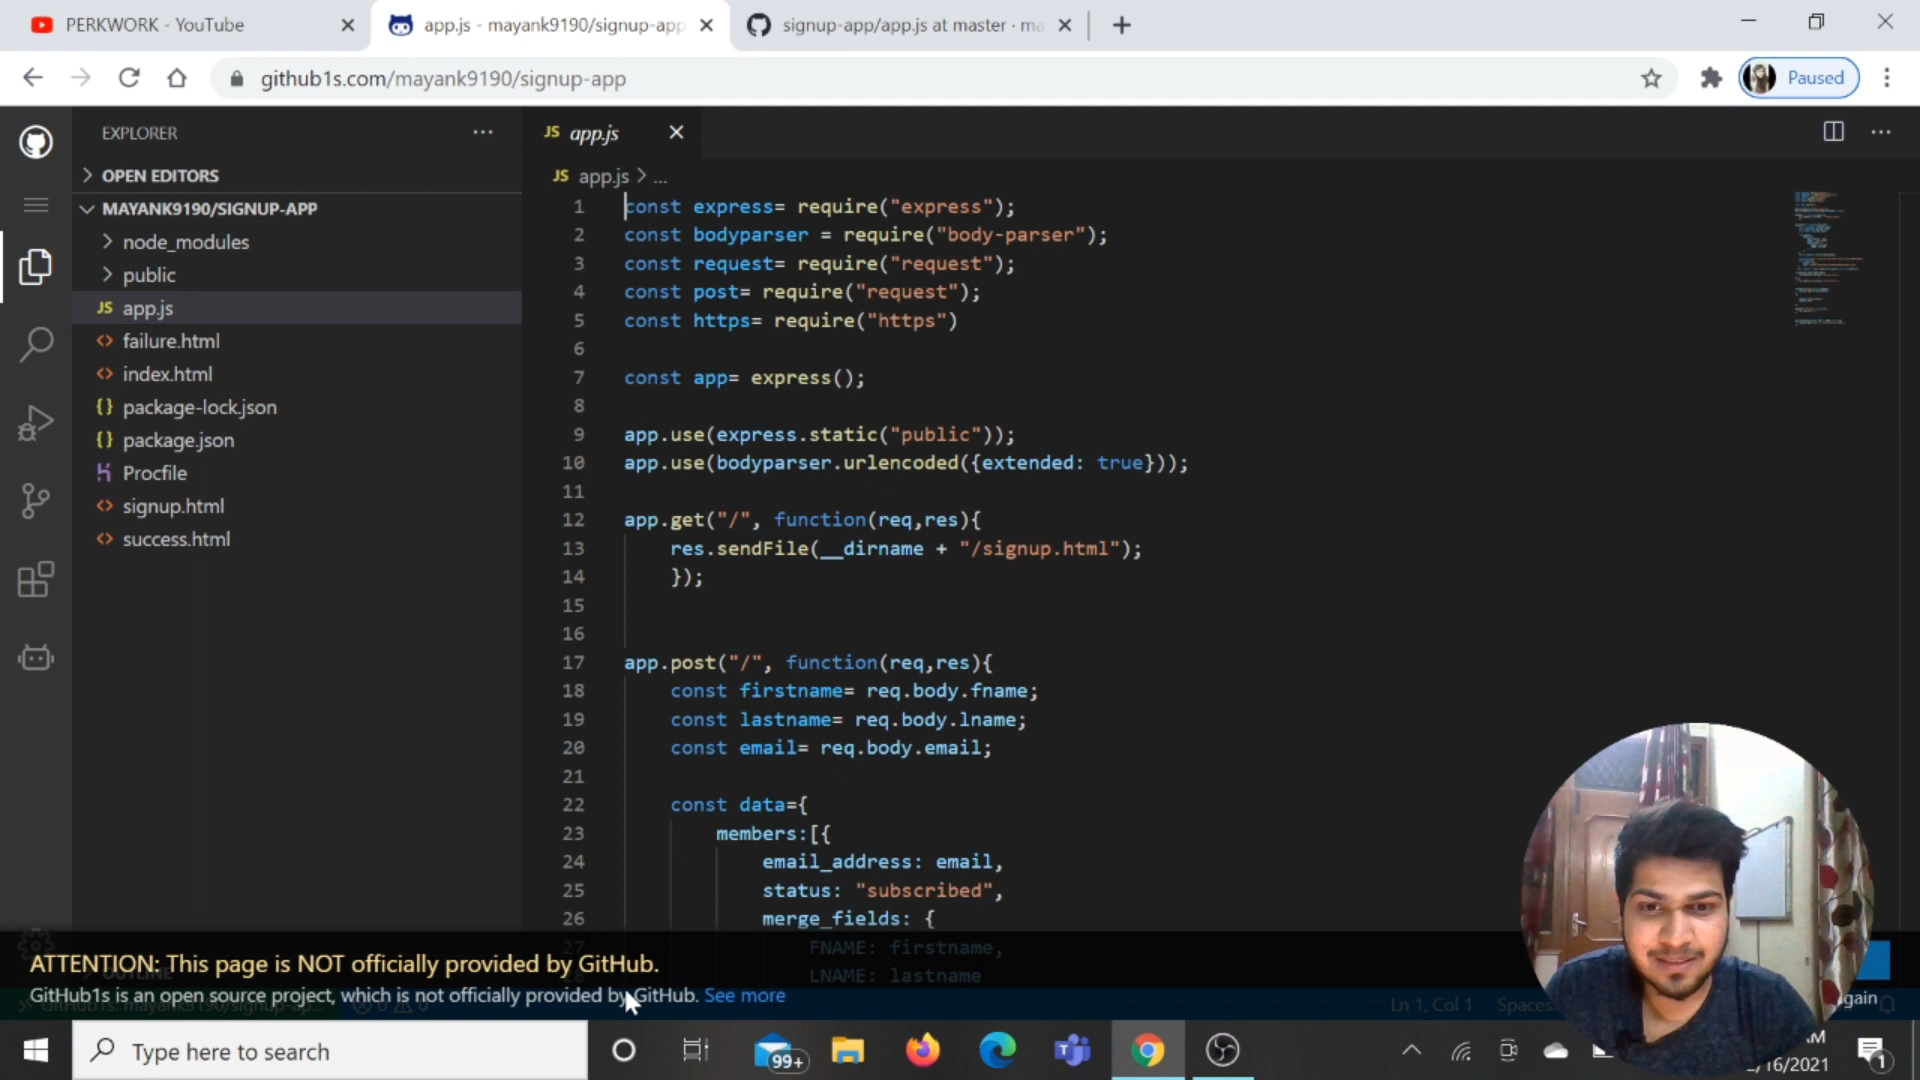 PERKWORK - YouTube
app.js - mayank9190/signup-app
signup-app/app.js at master · ma
github1s.com/mayank9190/signup-app
Paused
EXPLORER
OPEN EDITORS
MAYANK9190/SIGNUP-APP
node_modules
public
JS app.js
failure.html
index.html
{} package-lock.json
{} package.json
Procfile
signup.html
success.html
JS app.js
JS app.js > ...
1 const express= require("express");
2 const bodyparser = require("body-parser");
3 const request= require("request");
4 const post= require("request");
5 const https= require("https")
6
7 const app= express();
8
9 app.use(express.static("public"));
10 app.use(bodyparser.urlencoded({extended: true}));
11
12 app.get("/", function(req,res){
13 res.sendFile(__dirname + "/signup.html");
14 });
15
16
17 app.post("/", function(req,res){
18 const firstname= req.body.fname;
19 const lastname= req.body.lname;
20 const email= req.body.email;
21
22 const data={
23 members:[{
24 email_address: email,
25 status: "subscribed",
26 merge_fields: {
27 FNAME: firstname,
LNAME: lastname
ATTENTION: This page is NOT officially provided by GitHub.
GitHub1s is an open source project, which is not officially provided by GitHub. See more
Ln 1, Col 1 Spaces:
gain
Type here to search
99+
1